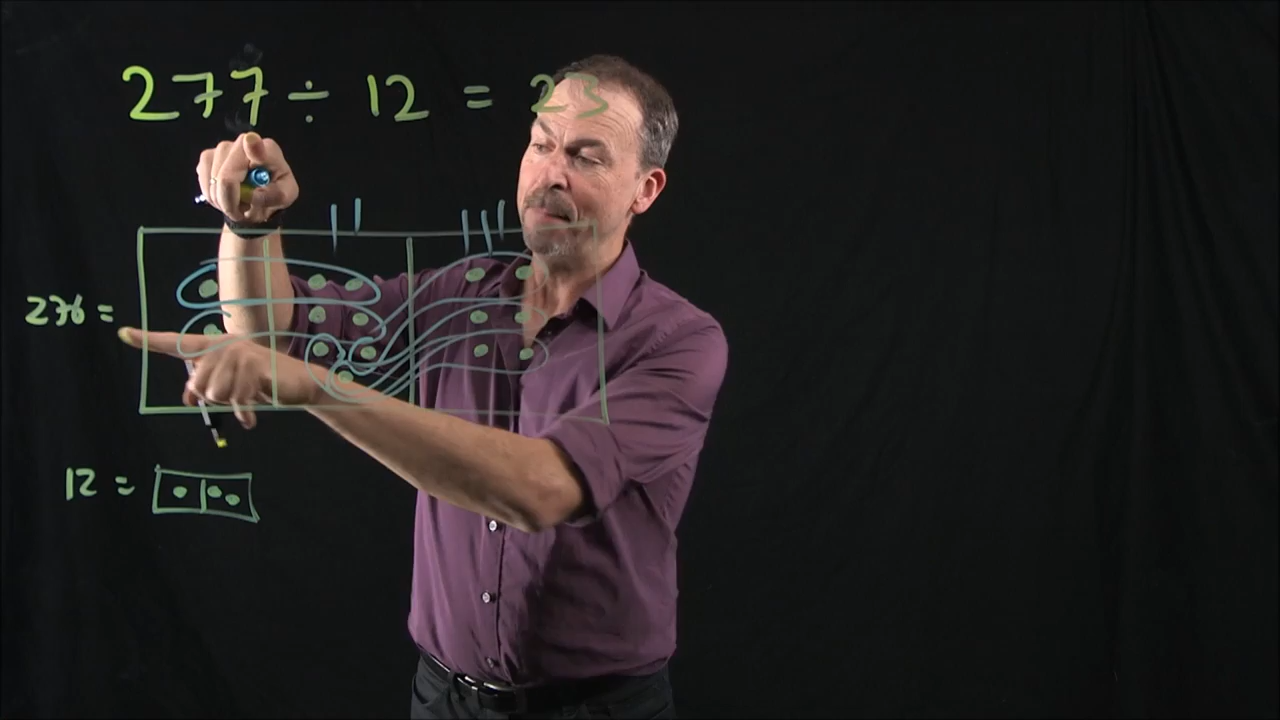 277 ÷ 12 = 23
|| |||
276 =
12 =